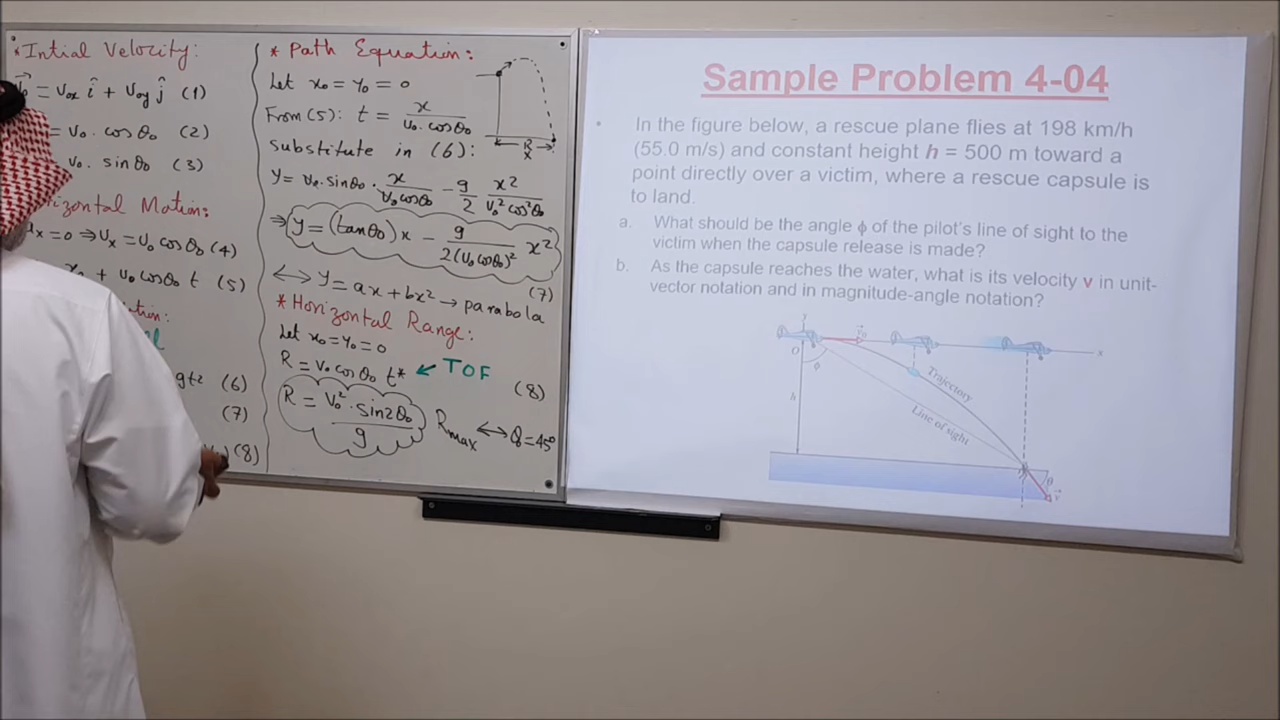 * Intial Velocity:
= v₀ₓ î + v₀y ĵ (1)
= v₀ . cos θ₀ (2)
v₀ . sin θ₀ (3)
Motion:
=0 ⇒ vₓ = v₀ cos θ₀ (4)
+ v₀ cos θ₀ t (5)
gt² (6)
(7)
(8)
* Path Equation:
Let x₀ = y₀ = 0
From (5): t = x / v₀ . cos θ₀
Substitute in (6):
y = v₀ . sin θ₀ . x / v₀ cos θ₀ − g/2 x² / v₀² cos² θ₀
⇒ y = (tan θ₀) x − g / 2(v₀ cos θ₀)² x²
(7)
⟷ y = ax + bx² → parabola
* Horizontal Range:
Let x₀ = y₀ = 0
R = v₀ cos θ₀ t* ← TOF
(8)
R = v₀² . sin 2θ₀ / g
Rmax ⟷ θ = 45°
R
x
Sample Problem 4-04
• In the figure below, a rescue plane flies at 198 km/h
(55.0 m/s) and constant height h = 500 m toward a
point directly over a victim, where a rescue capsule is
to land.
a. What should be the angle ϕ of the pilot's line of sight to the
victim when the capsule release is made?
b. As the capsule reaches the water, what is its velocity v in unit-
vector notation and in magnitude-angle notation?
y
v⃗₀
O
x
ϕ
Trajectory
h
Line of sight
θ
v⃗